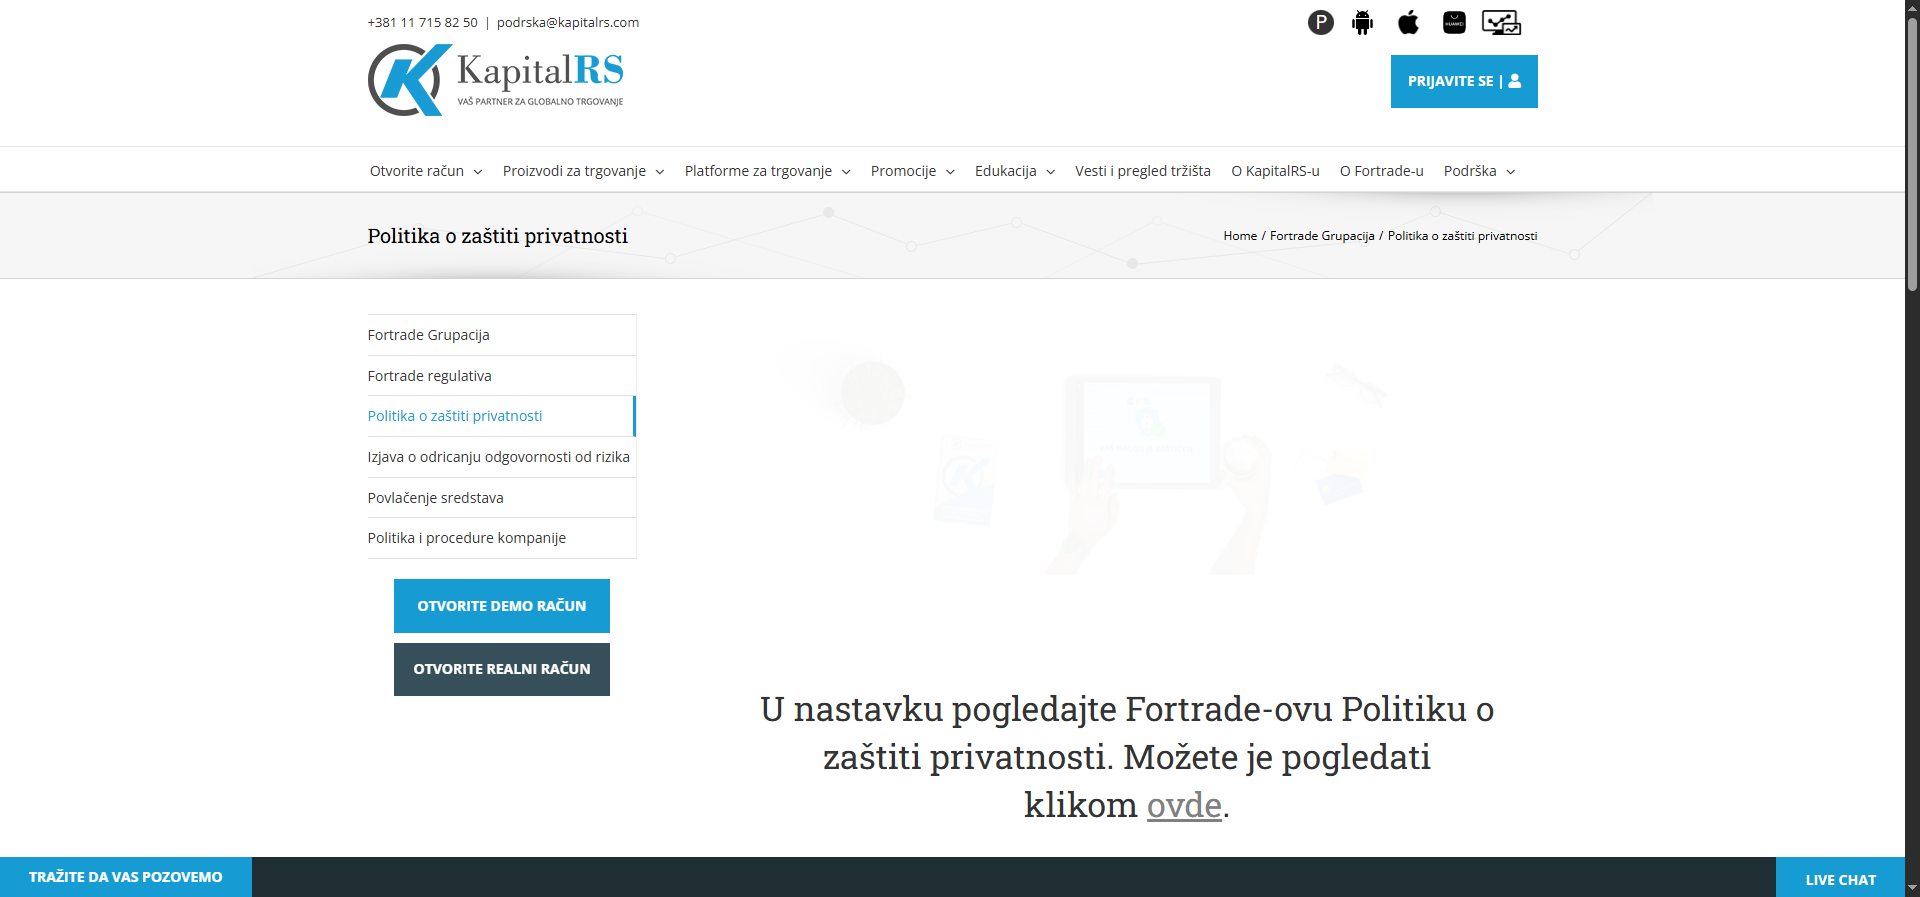 +381 11 715 82 50 | podrska@kapitalrs.com
P
HUAWEI
KapitalRS
VAŠ PARTNER ZA GLOBALNO TRGOVANJE
PRIJAVITE SE |
Otvorite račun Proizvodi za trgovanje Platforme za trgovanje Promocije Edukacija Vesti i pregled tržišta O KapitalRS-u O Fortrade-u Podrška
Politika o zaštiti privatnosti
Home / Fortrade Grupacija / Politika o zaštiti privatnosti
Fortrade Grupacija
Fortrade regulativa
Politika o zaštiti privatnosti
Izjava o odricanju odgovornosti od rizika
Povlačenje sredstava
Politika i procedure kompanije
OTVORITE DEMO RAČUN
OTVORITE REALNI RAČUN
U nastavku pogledajte Fortrade-ovu Politiku o
zaštiti privatnosti. Možete je pogledati
klikom ovde.
TRAŽITE DA VAS POZOVEMO
LIVE CHAT